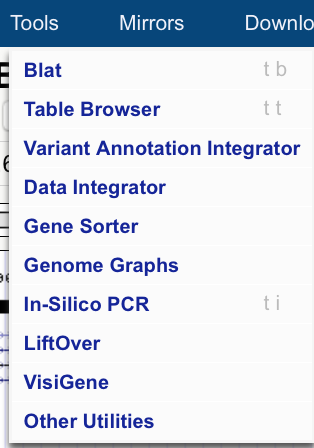 Tools Mirrors Downlo
Blat t b
Table Browser t t
Variant Annotation Integrator
Data Integrator
Gene Sorter
Genome Graphs
In-Silico PCR t i
LiftOver
VisiGene
Other Utilities